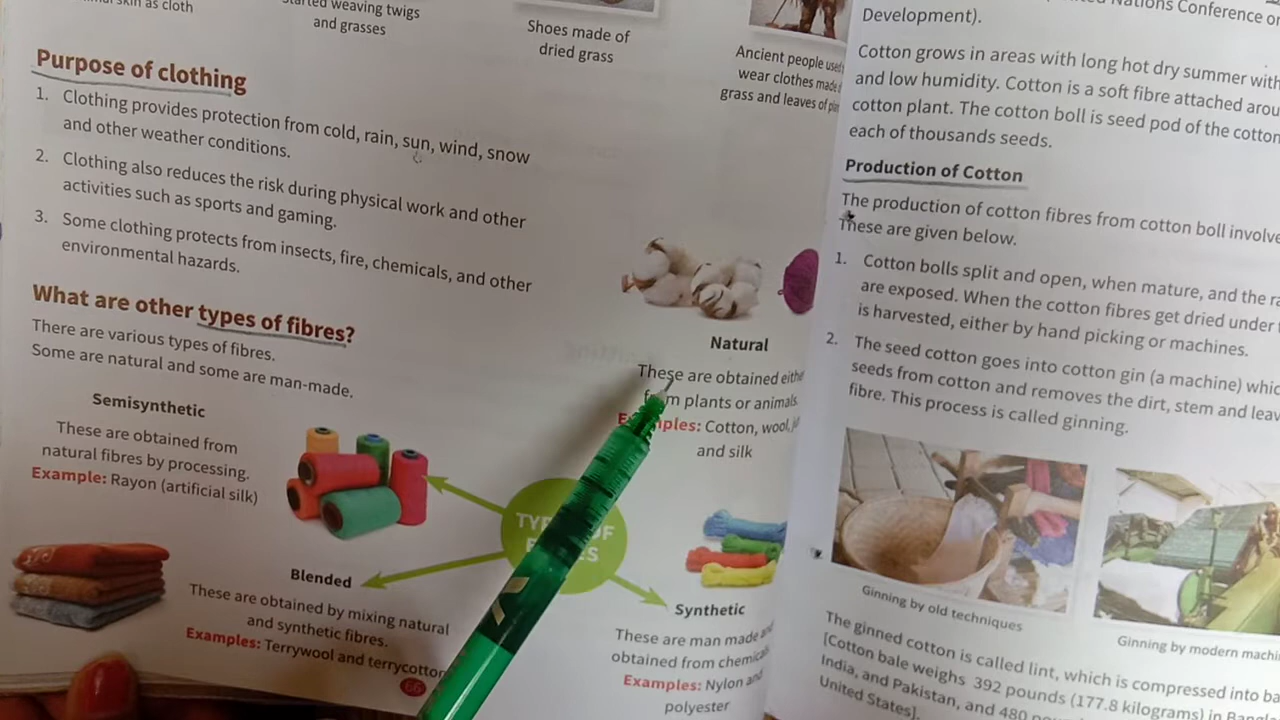 skin as cloth
started weaving twigs
and grasses
Shoes made of
dried grass
Ancient people used
wear clothes made
grass and leaves of
Purpose of clothing
1. Clothing provides protection from cold, rain, sun, wind, snow
and other weather conditions.
2. Clothing also reduces the risk during physical work and other
activities such as sports and gaming.
3. Some clothing protects from insects, fire, chemicals, and other
environmental hazards.
What are other types of fibres?
There are various types of fibres.
Some are natural and some are man-made.
Semisynthetic
These are obtained from
natural fibres by processing.
Example: Rayon (artificial silk)
Blended
These are obtained by mixing natural
and synthetic fibres.
Examples: Terrywool and terrycotton
66
TYPES OF
Natural
These are obtained
from plants or animals.
Examples: Cotton, wool,
and silk
Synthetic
These are man made and
obtained from chemicals
Examples: Nylon and
polyester
Nations Conference on
Development).
Cotton grows in areas with long hot dry summer with
and low humidity. Cotton is a soft fibre attached
cotton plant. The cotton boll is seed pod of the cotton
each of thousands seeds.
Production of Cotton
The production of cotton fibres from cotton boll
These are given below.
1. Cotton bolls split and open, when mature, and the
are exposed. When the cotton fibres get dried under
is harvested, either by hand picking or machines.
2. The seed cotton goes into cotton gin (a machine)
seeds from cotton and removes the dirt, stem and
fibre. This process is called ginning.
Ginning by old techniques
Ginning by modern
The ginned cotton is called lint, which is compressed into
[Cotton bale weighs 392 pounds (177.8 kilograms) in
India, and Pakistan, and 480
United States].